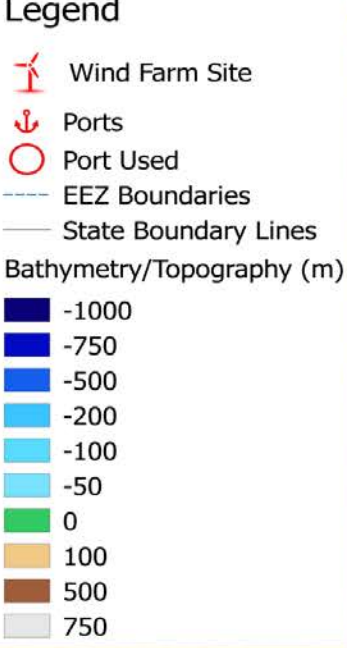 Legend
Wind Farm Site
Ports
Port Used
EEZ Boundaries
State Boundary Lines
Bathymetry/Topography (m)
-1000
-750
-500
-200
-100
-50
0
100
500
750